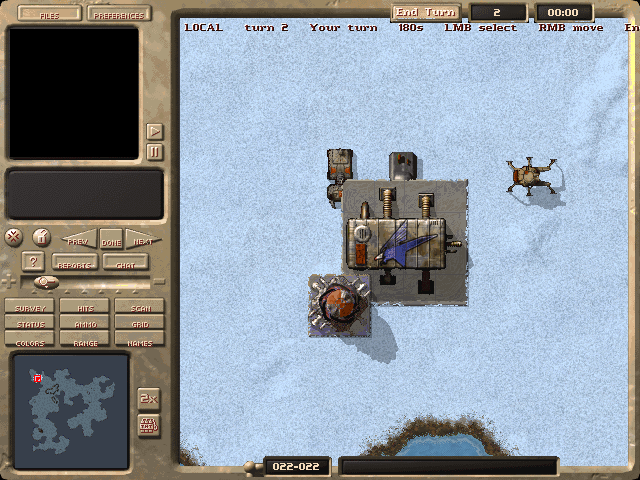 FILES PREFERENCES End Turn 2 00:00
LOCAL turn 2 Your turn 180s LMB select RMB move En
PREV DONE NEXT
? REPORTS CHAT
SURVEY HITS SCAN
STATUS AMMO GRID
COLORS RANGE NAMES
2x
022-022